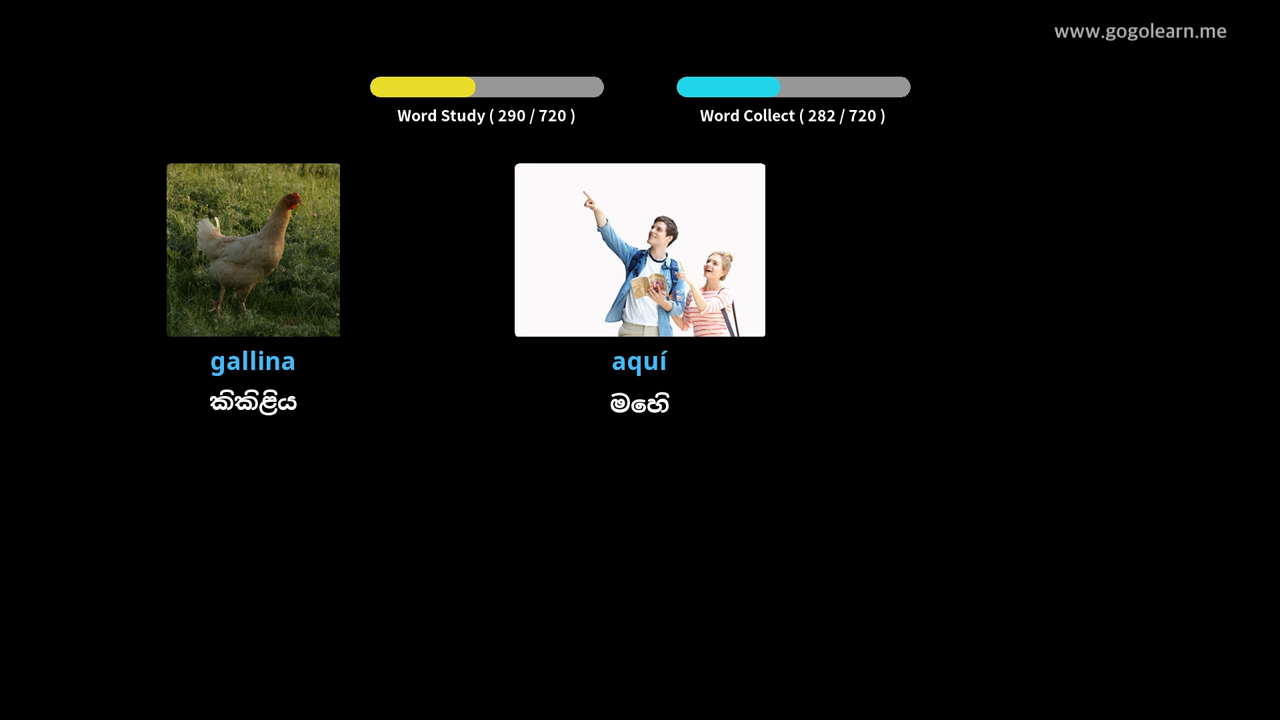 www.gogolearn.me
Word Study ( 290 / 720 )
Word Collect ( 282 / 720 )
gallina
කිකිළිය
aquí
මෙහි